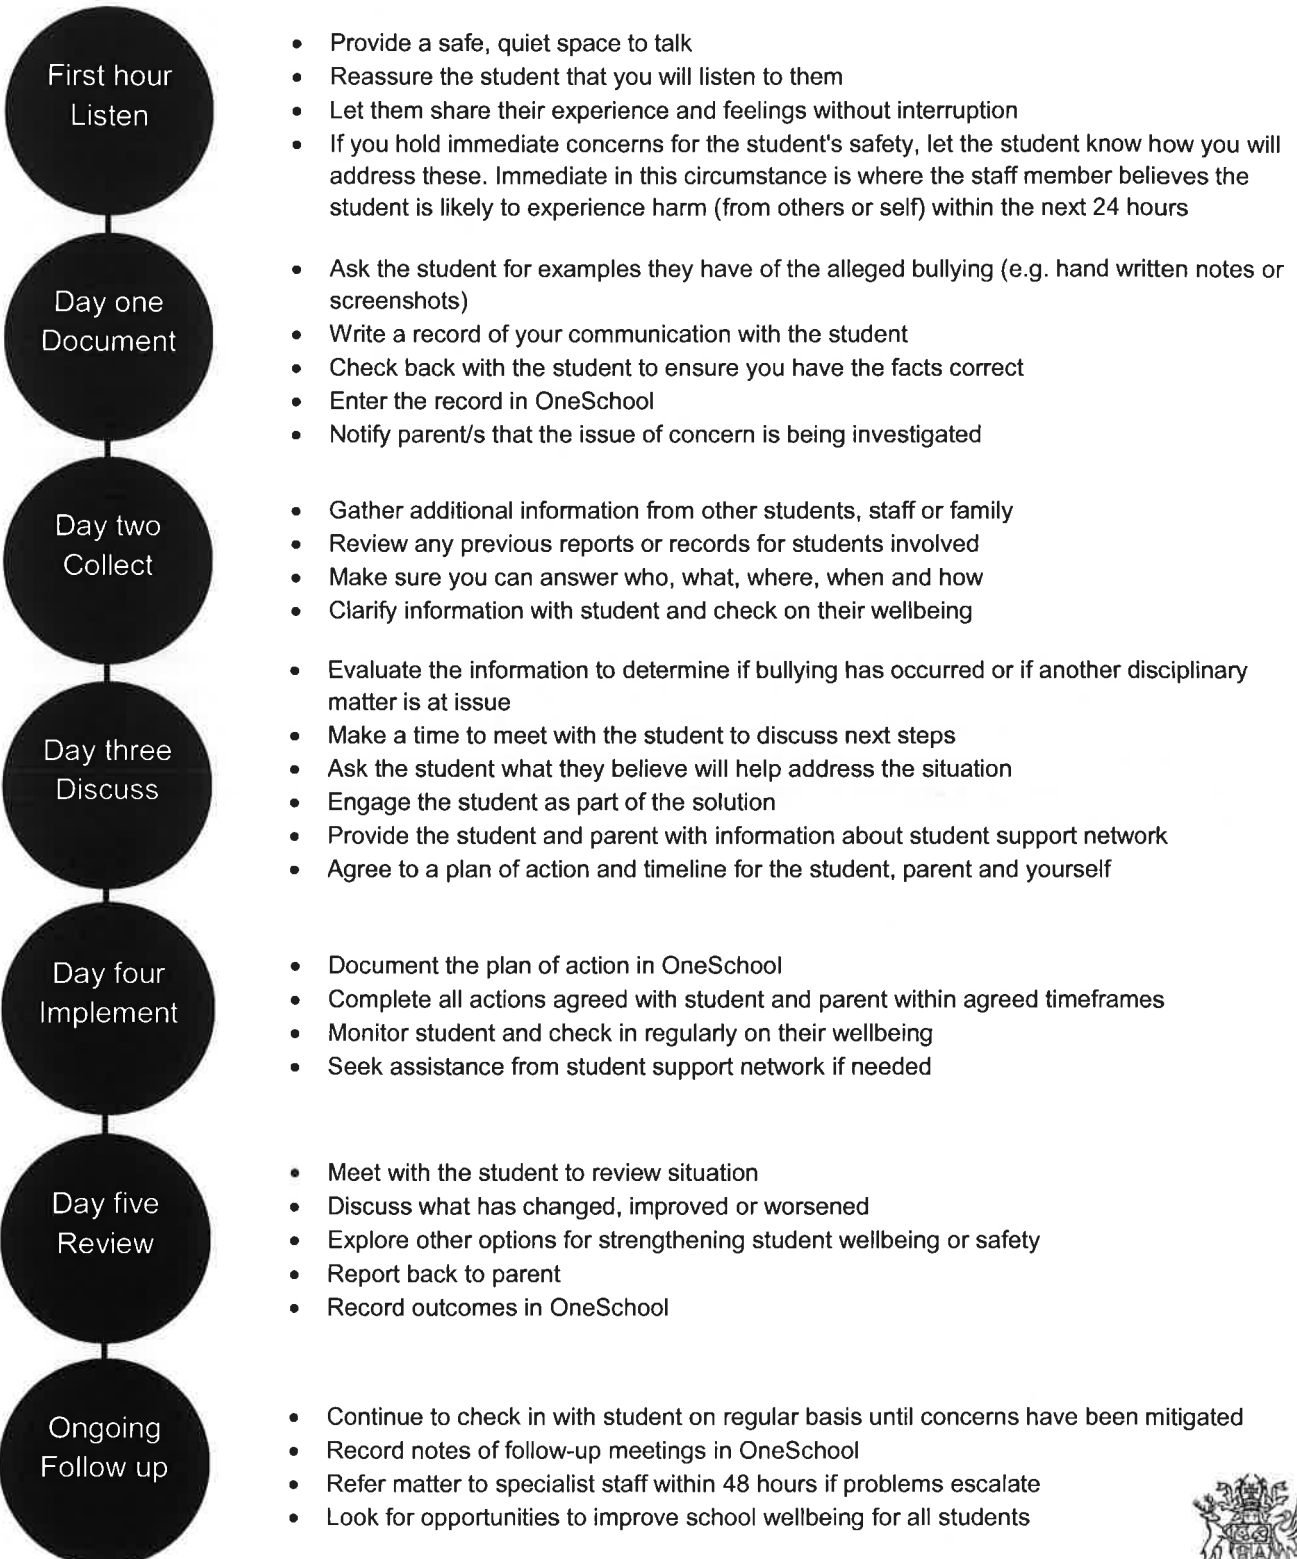 First hour
Listen
• Provide a safe, quiet space to talk
• Reassure the student that you will listen to them
• Let them share their experience and feelings without interruption
• If you hold immediate concerns for the student's safety, let the student know how you will
address these. Immediate in this circumstance is where the staff member believes the
student is likely to experience harm (from others or self) within the next 24 hours
Day one
Document
• Ask the student for examples they have of the alleged bullying (e.g. hand written notes or
screenshots)
• Write a record of your communication with the student
• Check back with the student to ensure you have the facts correct
• Enter the record in OneSchool
• Notify parent/s that the issue of concern is being investigated
Day two
Collect
• Gather additional information from other students, staff or family
• Review any previous reports or records for students involved
• Make sure you can answer who, what, where, when and how
• Clarify information with student and check on their wellbeing
Day three
Discuss
• Evaluate the information to determine if bullying has occurred or if another disciplinary
matter is at issue
• Make a time to meet with the student to discuss next steps
• Ask the student what they believe will help address the situation
• Engage the student as part of the solution
• Provide the student and parent with information about student support network
• Agree to a plan of action and timeline for the student, parent and yourself
Day four
Implement
• Document the plan of action in OneSchool
• Complete all actions agreed with student and parent within agreed timeframes
• Monitor student and check in regularly on their wellbeing
• Seek assistance from student support network if needed
Day five
Review
• Meet with the student to review situation
• Discuss what has changed, improved or worsened
• Explore other options for strengthening student wellbeing or safety
• Report back to parent
• Record outcomes in OneSchool
Ongoing
Follow up
• Continue to check in with student on regular basis until concerns have been mitigated
• Record notes of follow-up meetings in OneSchool
• Refer matter to specialist staff within 48 hours if problems escalate
• Look for opportunities to improve school wellbeing for all students